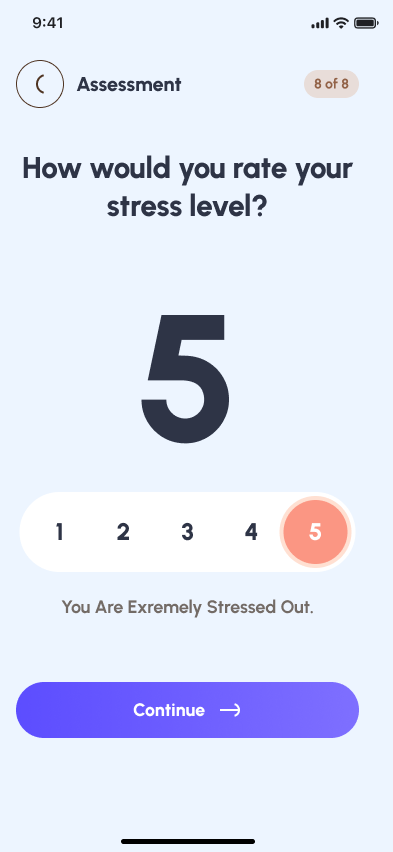 9:41
Assessment
8 of 8
How would you rate your
stress level?
5
1 2 3 4 5
You Are Exremely Stressed Out.
Continue